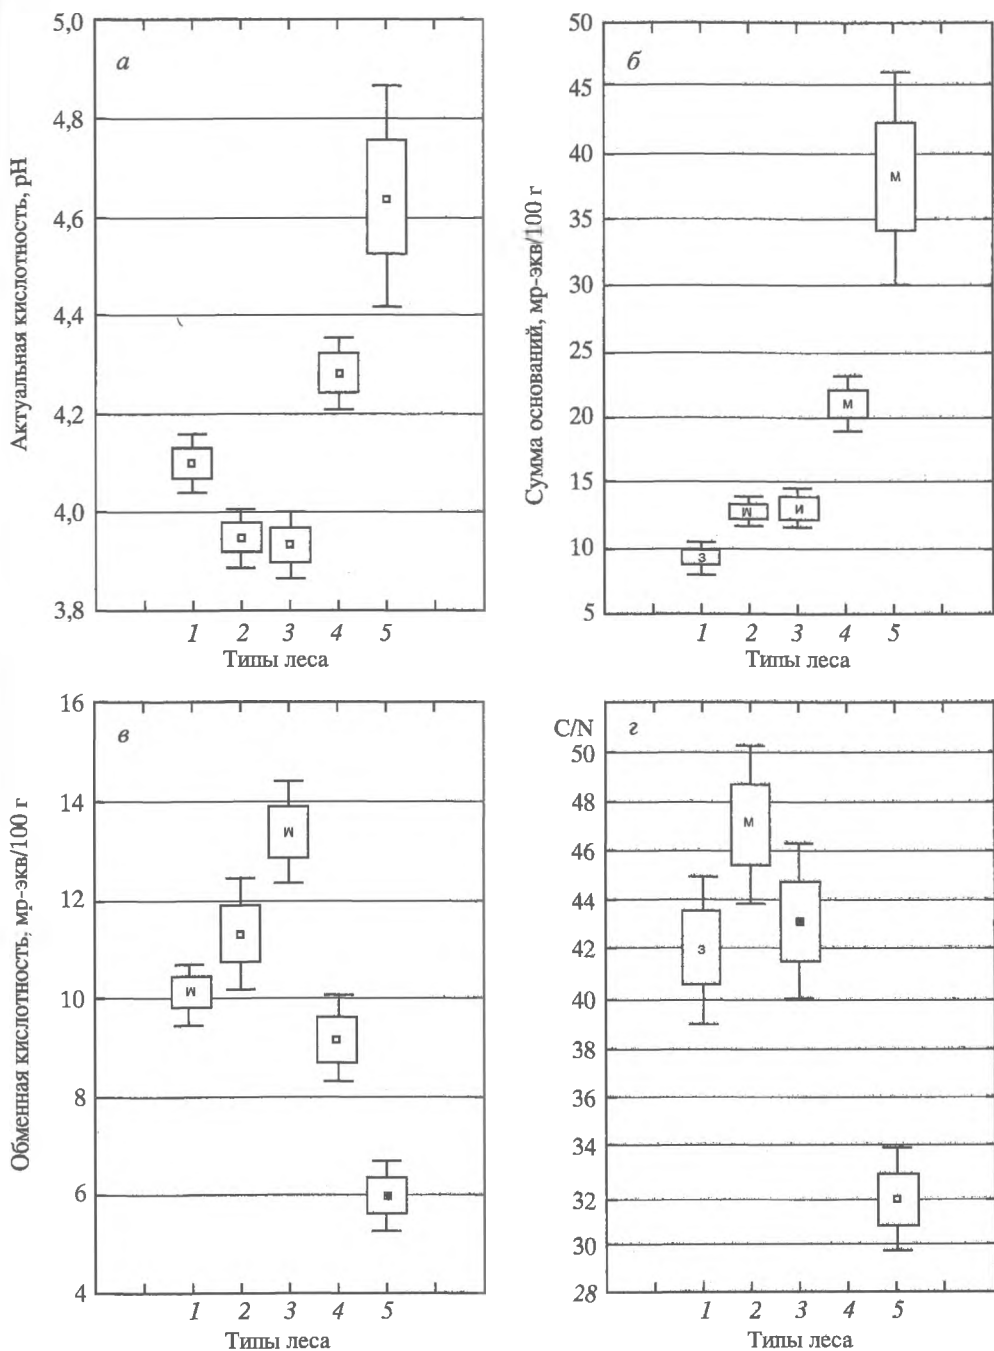 а
Актуальная кислотность, pH
5,0
4,8
4,6
4,4
4,2
4,0
3,8
1 2 3 4 5
Типы леса
б
Сумма оснований, мр-экв/100 г
50
45
40
35
30
25
20
15
10
5
М
М
М
И
З
1 2 3 4 5
Типы леса
в
Обменная кислотность, мр-экв/100 г
16
14
12
10
8
6
4
М
М
1 2 3 4 5
Типы леса
C/N
г
50
48
46
44
42
40
38
36
34
32
30
28
М
З
1 2 3 4 5
Типы леса